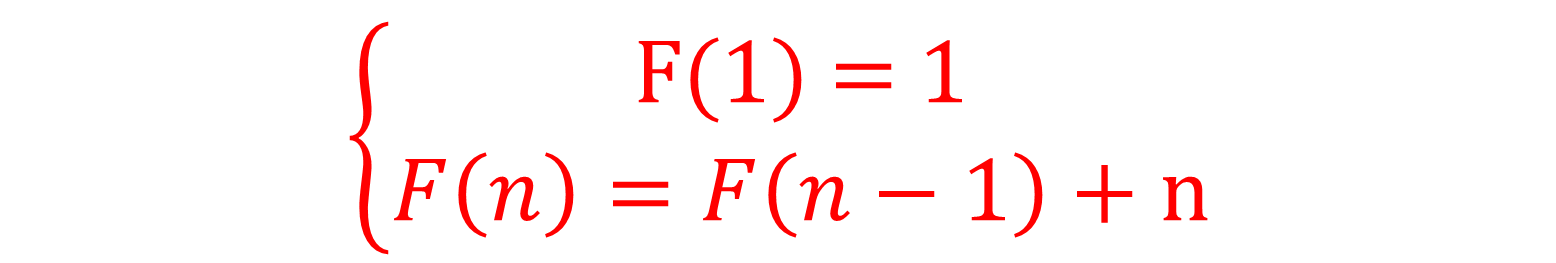 F(1) = 1
F(n) = F(n − 1) + n